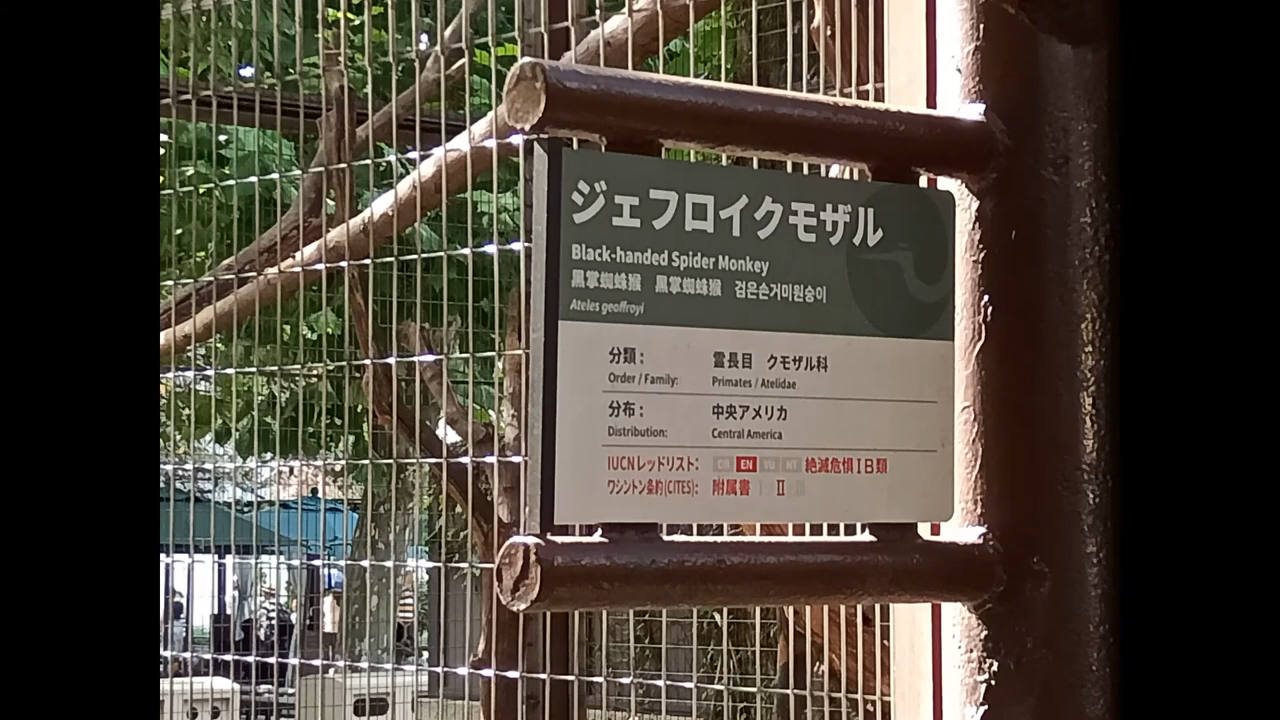 ジェフロイクモザル
Black-handed Spider Monkey
黒掌蜘蛛猴 黑掌蜘蛛猴 검은손거미원숭이
Ateles geoffroyi
分類： 霊長目 クモザル科
Order / Family: Primates / Atelidae
分布： 中央アメリカ
Distribution: Central America
IUCNレッドリスト： CR EN VU NT 絶滅危惧ⅠB類
ワシントン条約(CITES)： 附属書 Ⅰ Ⅱ Ⅲ